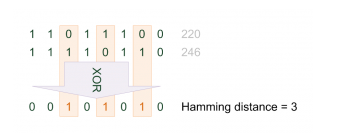 1 1 0 1 1 1 0 0 220
1 1 1 1 0 1 1 0 246
XOR
0 0 1 0 1 0 1 0 Hamming distance = 3